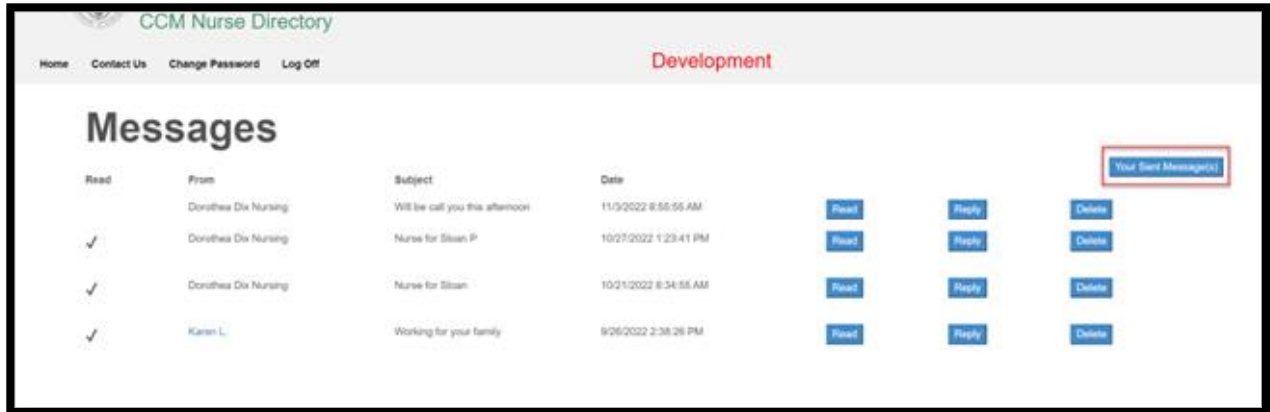 CCM Nurse Directory
Home Contact Us Change Password Log Off Development
Messages
Your Sent Message(s)
Read From Subject Date
Dorothea Dix Nursing Will be call you this afternoon 11/3/2022 8:56:56 AM Read Reply Delete
✓ Dorothea Dix Nursing Nurse for Sloan P 10/27/2022 1:23:41 PM Read Reply Delete
✓ Dorothea Dix Nursing Nurse for Sloan 10/21/2022 8:34:55 AM Read Reply Delete
✓ Karen L. Working for your family 9/26/2022 2:38:26 PM Read Reply Delete